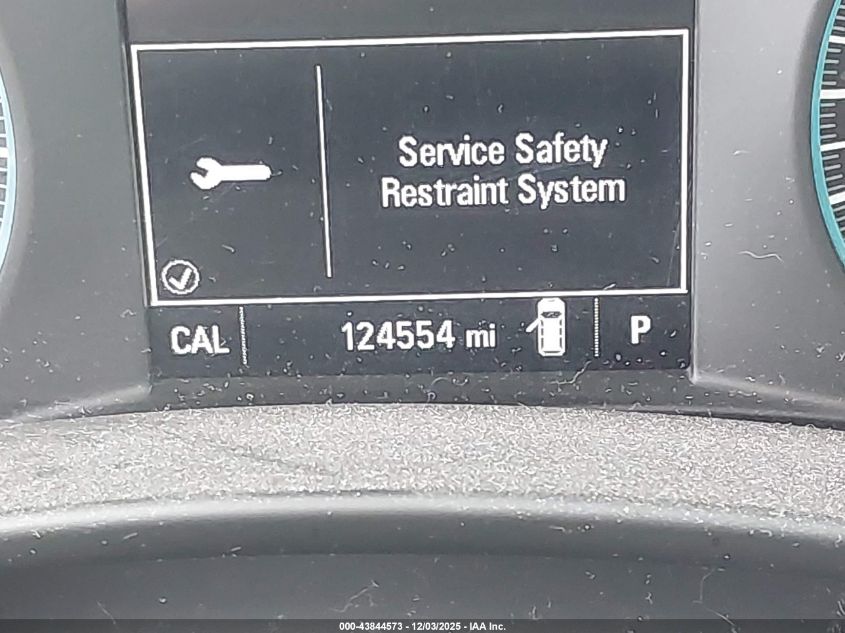 Service Safety
Restraint System
CAL 124554 mi P
000-43844573 - 12/03/2025 - IAA Inc.